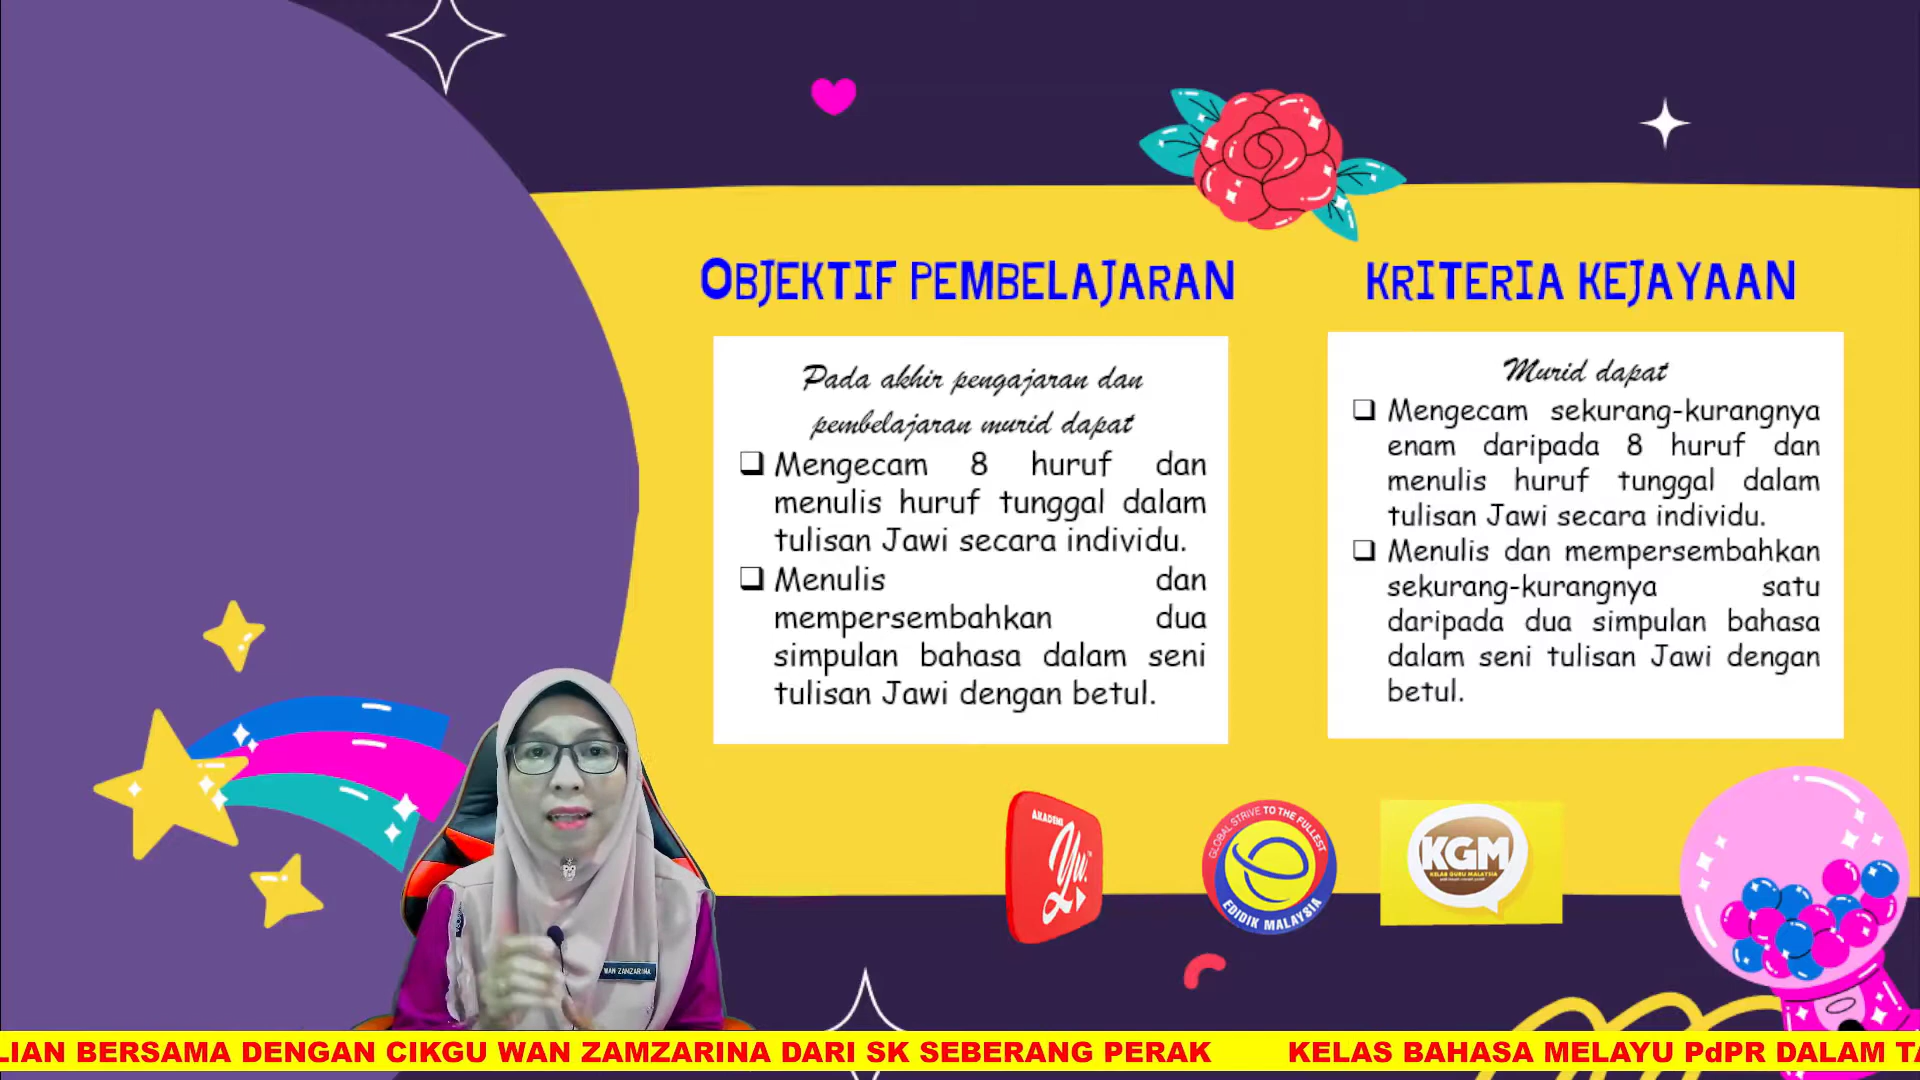 OBJEKTIF PEMBELAJARAN
Pada akhir pengajaran dan
pembelajaran murid dapat
❑ Mengecam 8 huruf dan
menulis huruf tunggal dalam
tulisan Jawi secara individu.
❑ Menulis dan
mempersembahkan dua
simpulan bahasa dalam seni
tulisan Jawi dengan betul.
KRITERIA KEJAYAAN
Murid dapat
❑ Mengecam sekurang-kurangnya
enam daripada 8 huruf dan
menulis huruf tunggal dalam
tulisan Jawi secara individu.
❑ Menulis dan mempersembahkan
sekurang-kurangnya satu
daripada dua simpulan bahasa
dalam seni tulisan Jawi dengan
betul.
AKADEMI
Yu.
GLOBAL STRIVE TO THE FULLEST
EDIDIK MALAYSIA
KGM
KELAS GURU MALAYSIA
WAN ZAMZARINA
LIAN BERSAMA DENGAN CIKGU WAN ZAMZARINA DARI SK SEBERANG PERAK KELAS BAHASA MELAYU PdPR DALAM TA